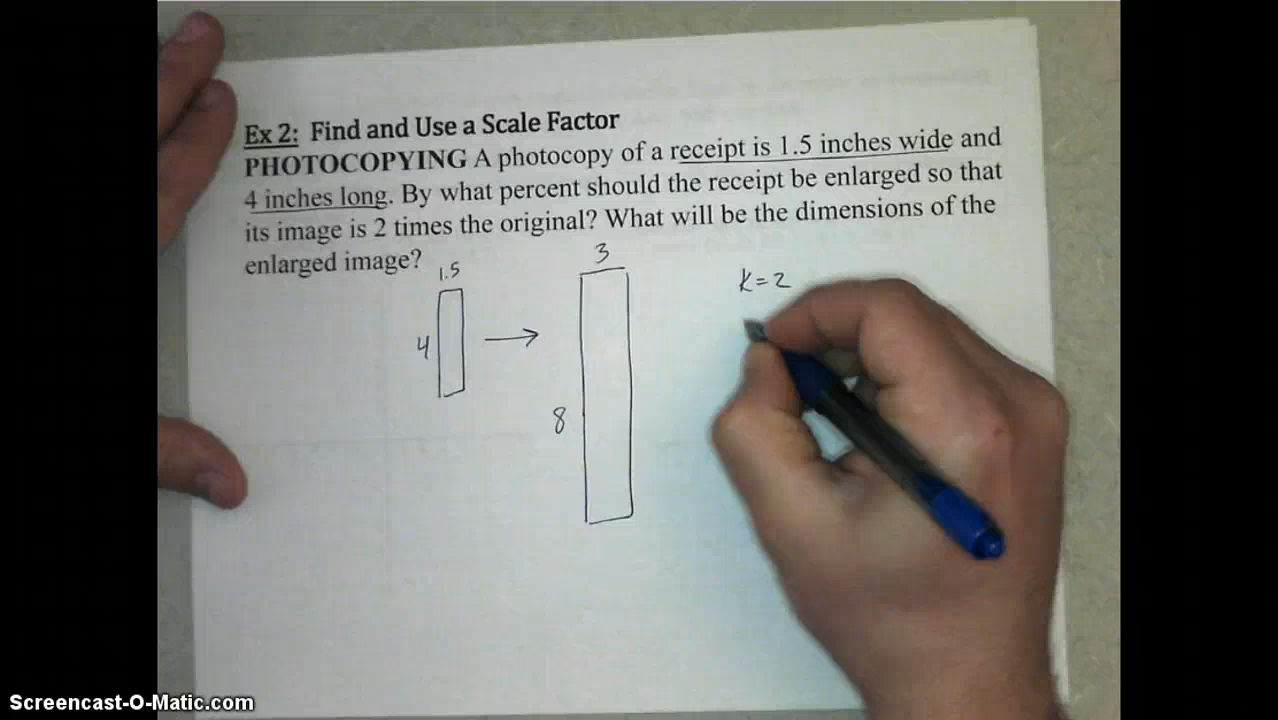 Ex 2: Find and Use a Scale Factor
PHOTOCOPYING A photocopy of a receipt is 1.5 inches wide and
4 inches long. By what percent should the receipt be enlarged so that
its image is 2 times the original? What will be the dimensions of the
enlarged image?
1.5
3
K=2
4
8
Screencast-O-Matic.com